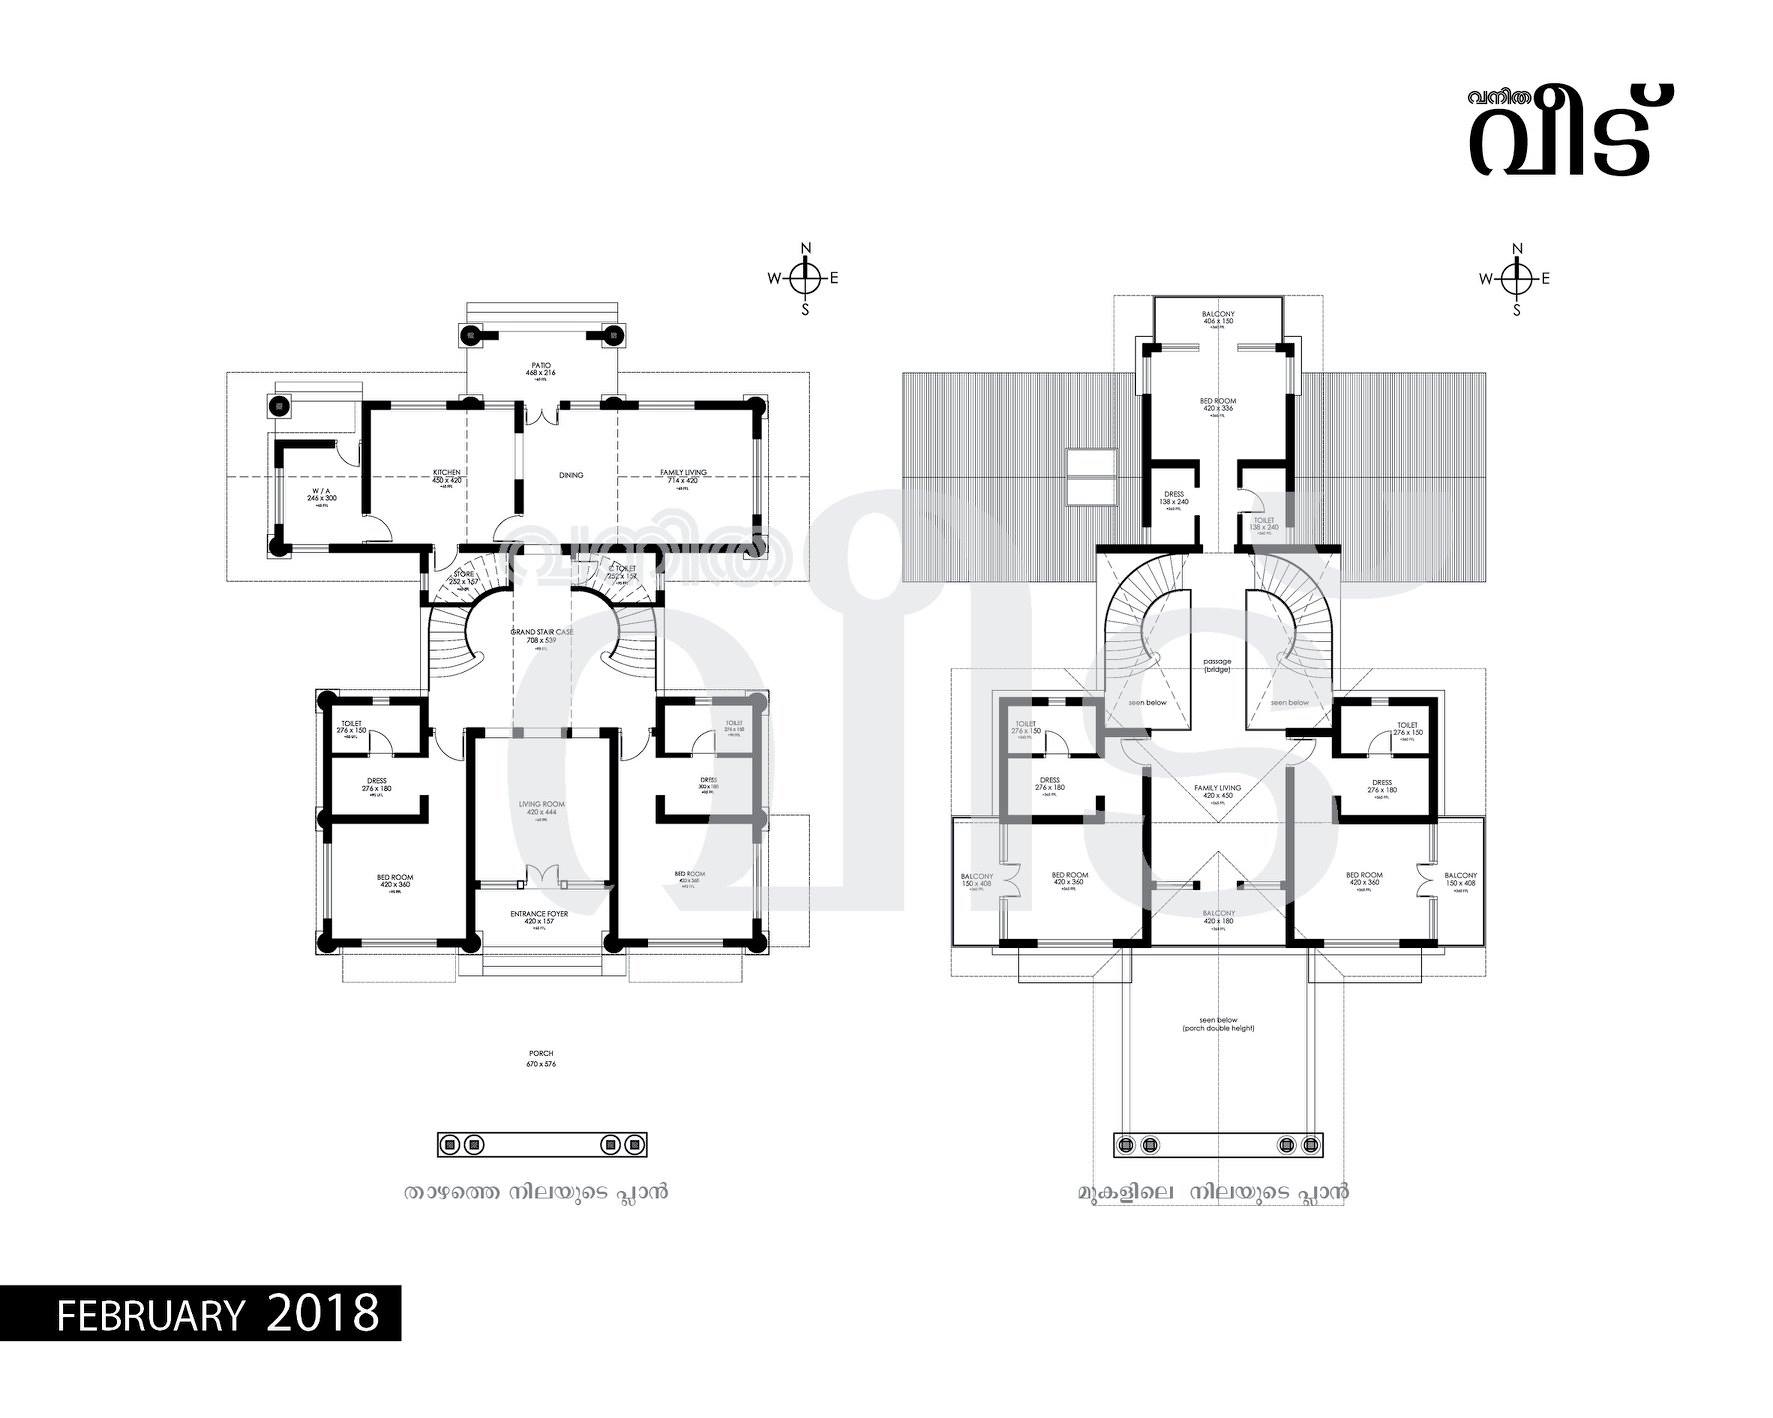 വനിത
വീട്
N
W E
S
N
W E
S
PATIO
468 x 216
KITCHEN
450 x 420
DINING
FAMILY LIVING
714 x 420
W / A
246 x 300
STORE
252 x 157
C TOILET
252 x 157
GRAND STAIR CASE
708 x 539
TOILET
276 x 150
TOILET
276 x 150
DRESS
276 x 180
DRESS
300 x 180
LIVING ROOM
420 x 444
BED ROOM
420 x 360
BED ROOM
ENTRANCE FOYER
420 x 157
PORCH
670 x 576
താഴത്തെ നിലയുടെ പ്ലാൻ
BALCONY
406 x 150
BED ROOM
420 x 336
DRESS
138 x 240
TOILET
138 x 240
passage
(bridge)
seen below
seen below
TOILET
276 x 150
TOILET
276 x 150
DRESS
276 x 180
FAMILY LIVING
420 x 450
DRESS
276 x 180
BALCONY
150 x 408
BED ROOM
420 x 360
BED ROOM
420 x 360
BALCONY
150 x 408
BALCONY
420 x 180
seen below
(porch double height)
മുകളിലെ നിലയുടെ പ്ലാൻ
വനിത
വീട്
FEBRUARY 2018